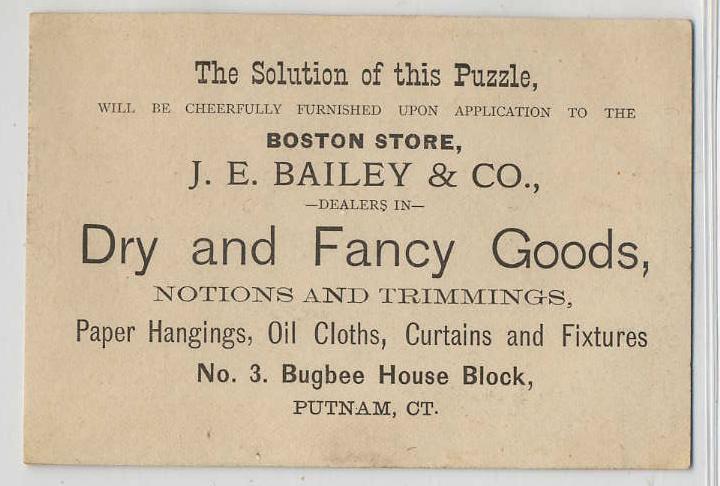 The Solution of this Puzzle,
WILL BE CHEERFULLY FURNISHED UPON APPLICATION TO THE
BOSTON STORE,
J. E. BAILEY & CO.,
—DEALERS IN—
Dry and Fancy Goods,
NOTIONS AND TRIMMINGS,
Paper Hangings, Oil Cloths, Curtains and Fixtures
No. 3. Bugbee House Block,
PUTNAM, CT.